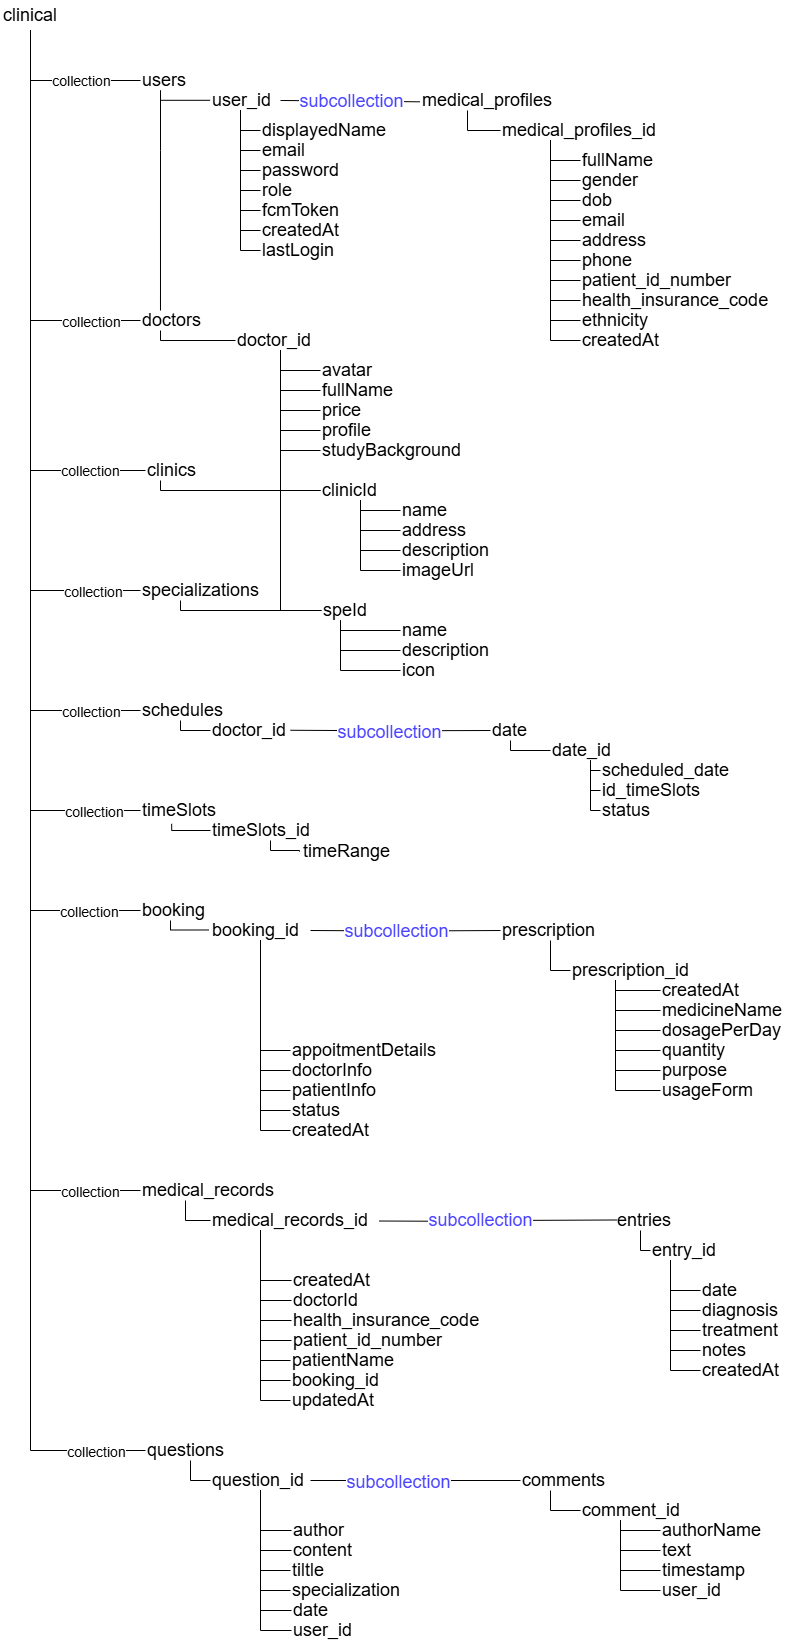 clinical
collection users
user_id subcollection medical_profiles
displayedName medical_profiles_id
email
password fullName
role gender
fcmToken dob
createdAt email
lastLogin address
phone
patient_id_number
health_insurance_code
collection doctors ethnicity
doctor_id createdAt
avatar
fullName
price
profile
studyBackground
collection clinics
clinicId
name
address
description
imageUrl
collection specializations
speId
name
description
icon
collection schedules
doctor_id subcollection date
date_id
scheduled_date
id_timeSlots
status
collection timeSlots
timeSlots_id
timeRange
collection booking
booking_id subcollection prescription
prescription_id
createdAt
medicineName
dosagePerDay
appoitmentDetails quantity
doctorInfo purpose
patientInfo usageForm
status
createdAt
collection medical_records
medical_records_id subcollection entries
entry_id
createdAt date
doctorId diagnosis
health_insurance_code treatment
patient_id_number notes
patientName createdAt
booking_id
updatedAt
collection questions
question_id subcollection comments
comment_id
author authorName
content text
tiltle timestamp
specialization user_id
date
user_id